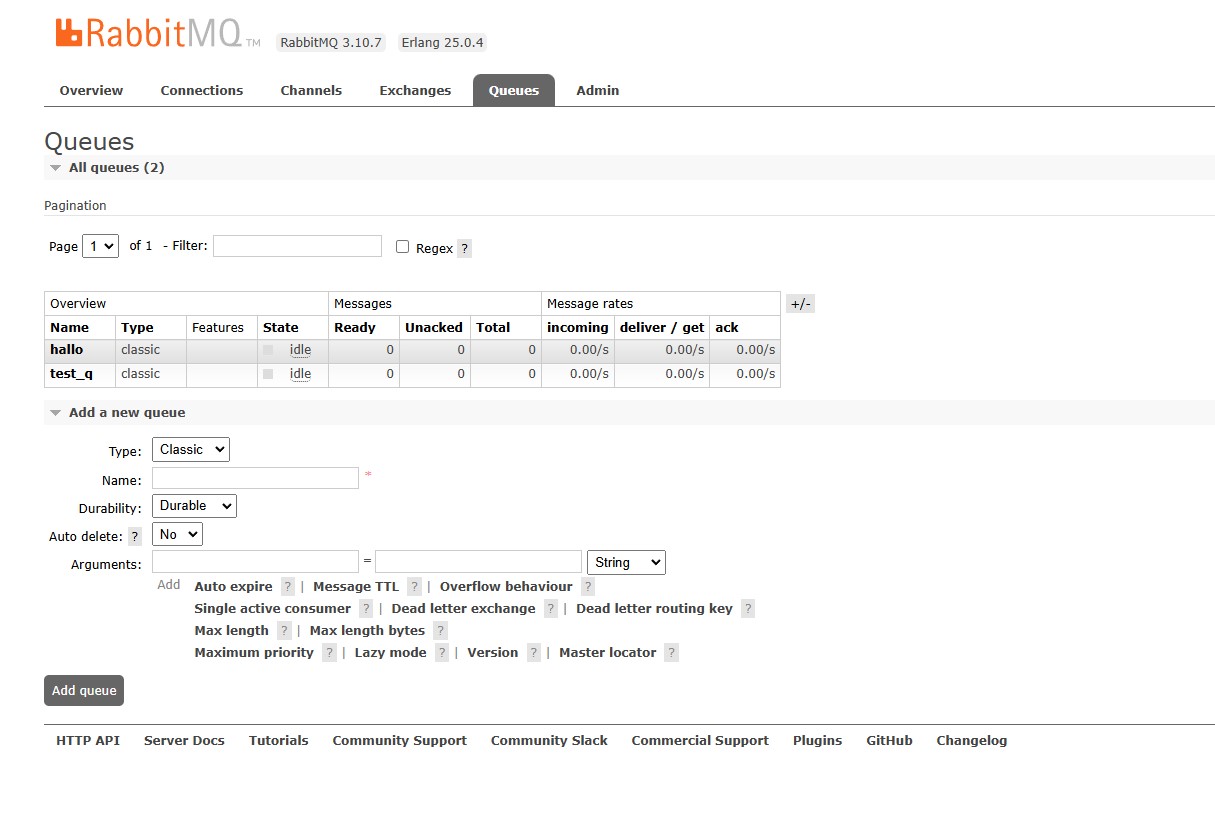 RabbitMQ TM RabbitMQ 3.10.7 Erlang 25.0.4
Overview Connections Channels Exchanges Queues Admin
Queues
All queues (2)
Pagination
Page 1 of 1 - Filter: Regex ?
Overview Messages Message rates +/-
Name Type Features State Ready Unacked Total incoming deliver / get ack
hallo classic idle 0 0 0 0.00/s 0.00/s 0.00/s
test_q classic idle 0 0 0 0.00/s 0.00/s 0.00/s
Add a new queue
Type: Classic
Name: *
Durability: Durable
Auto delete: ? No
Arguments: = String
Add Auto expire ? | Message TTL ? | Overflow behaviour ?
Single active consumer ? | Dead letter exchange ? | Dead letter routing key ?
Max length ? | Max length bytes ?
Maximum priority ? | Lazy mode ? | Version ? | Master locator ?
Add queue
HTTP API Server Docs Tutorials Community Support Community Slack Commercial Support Plugins GitHub Changelog